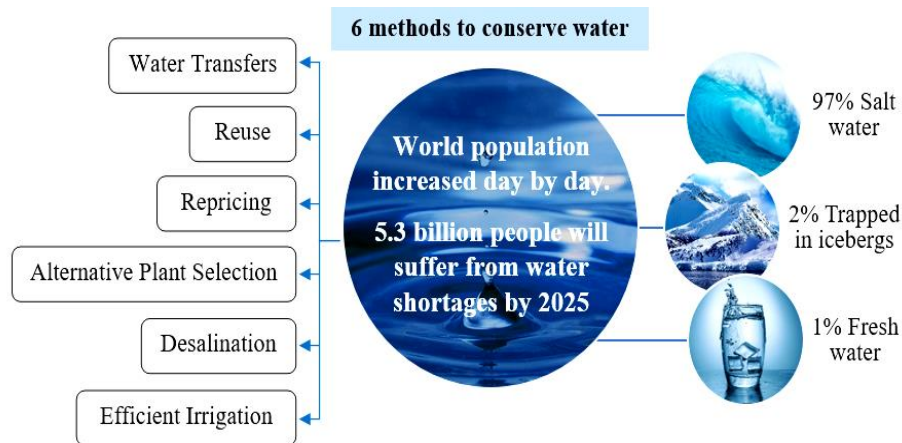 6 methods to conserve water
Water Transfers
Reuse
Repricing
Alternative Plant Selection
Desalination
Efficient Irrigation
World population
increased day by day.
5.3 billion people will
suffer from water
shortages by 2025
97% Salt
water
2% Trapped
in icebergs
1% Fresh
water